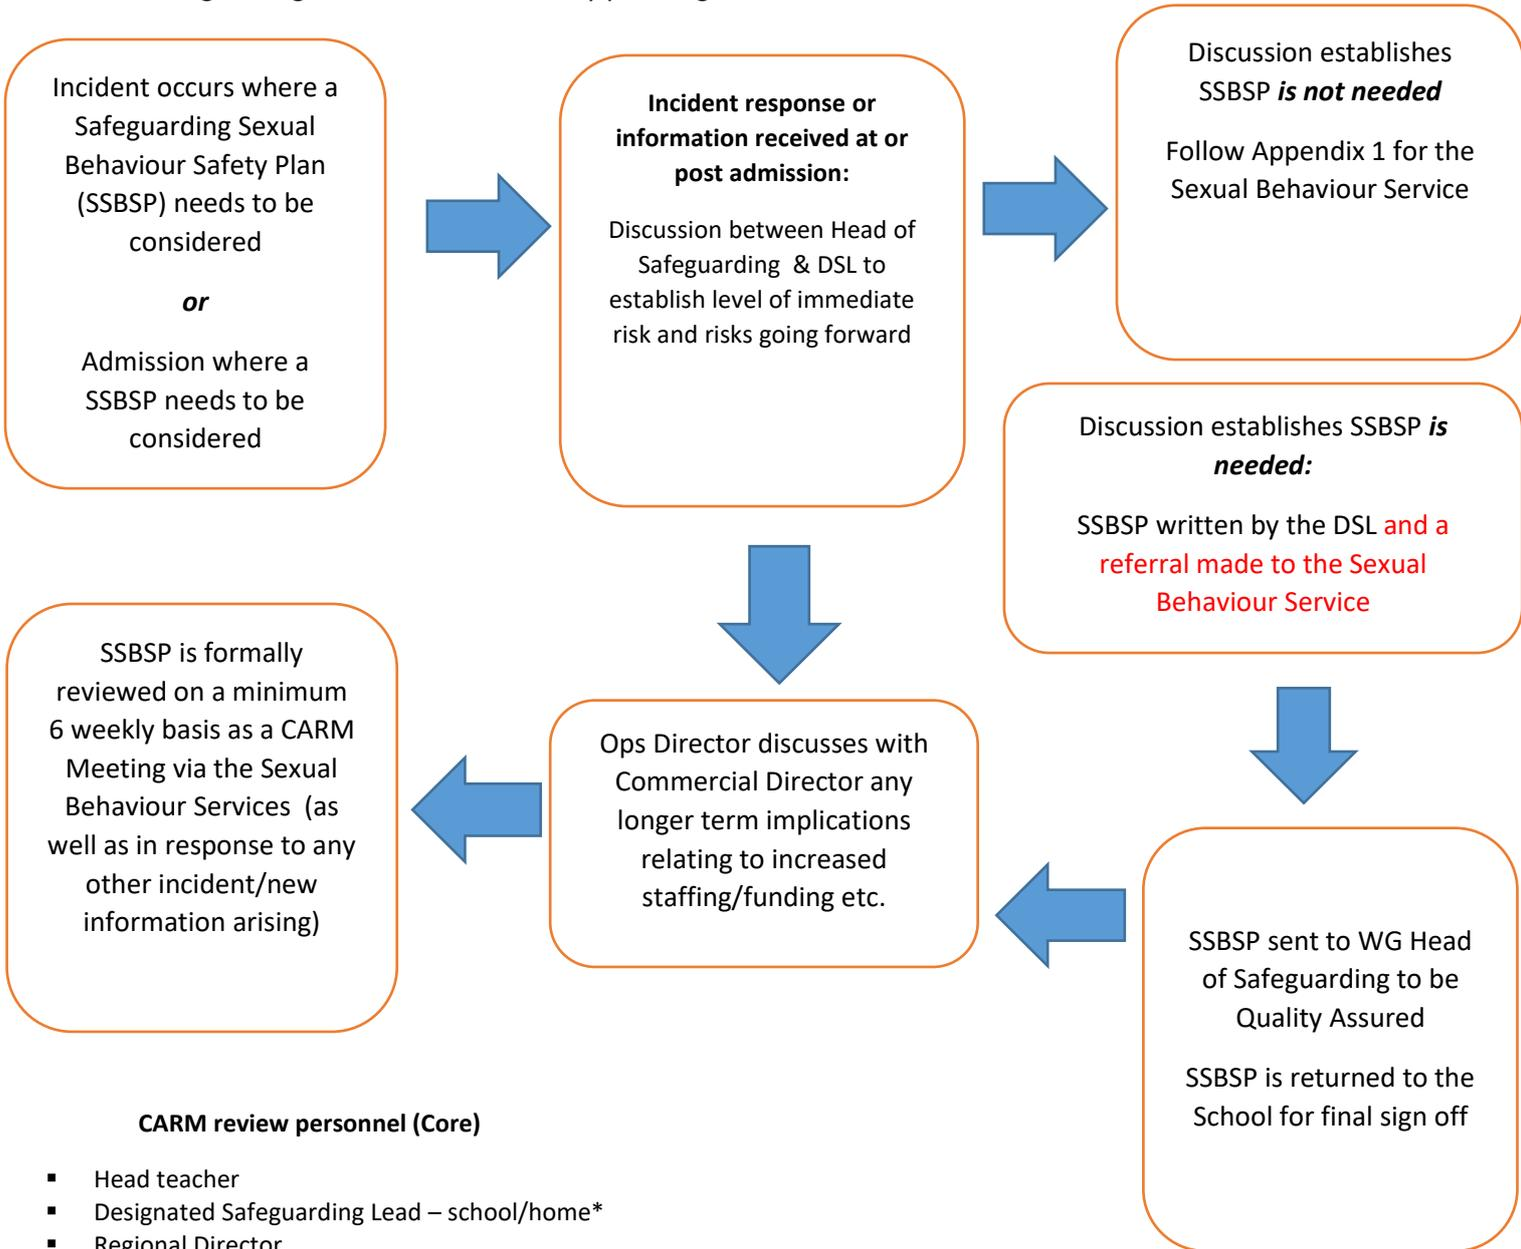 Incident occurs where a
Safeguarding Sexual
Behaviour Safety Plan
(SSBSP) needs to be
considered
or
Admission where a
SSBSP needs to be
considered
Incident response or
information received at or
post admission:
Discussion between Head of
Safeguarding & DSL to
establish level of immediate
risk and risks going forward
Discussion establishes
SSBSP is not needed
Follow Appendix 1 for the
Sexual Behaviour Service
Discussion establishes SSBSP is
needed:
SSBSP written by the DSL and a
referral made to the Sexual
Behaviour Service
SSBSP is formally
reviewed on a minimum
6 weekly basis as a CARM
Meeting via the Sexual
Behaviour Services (as
well as in response to any
other incident/new
information arising)
Ops Director discusses with
Commercial Director any
longer term implications
relating to increased
staffing/funding etc.
SSBSP sent to WG Head
of Safeguarding to be
Quality Assured
SSBSP is returned to the
School for final sign off
CARM review personnel (Core)
▪ Head teacher
▪ Designated Safeguarding Lead – school/home*
▪ Regional Director